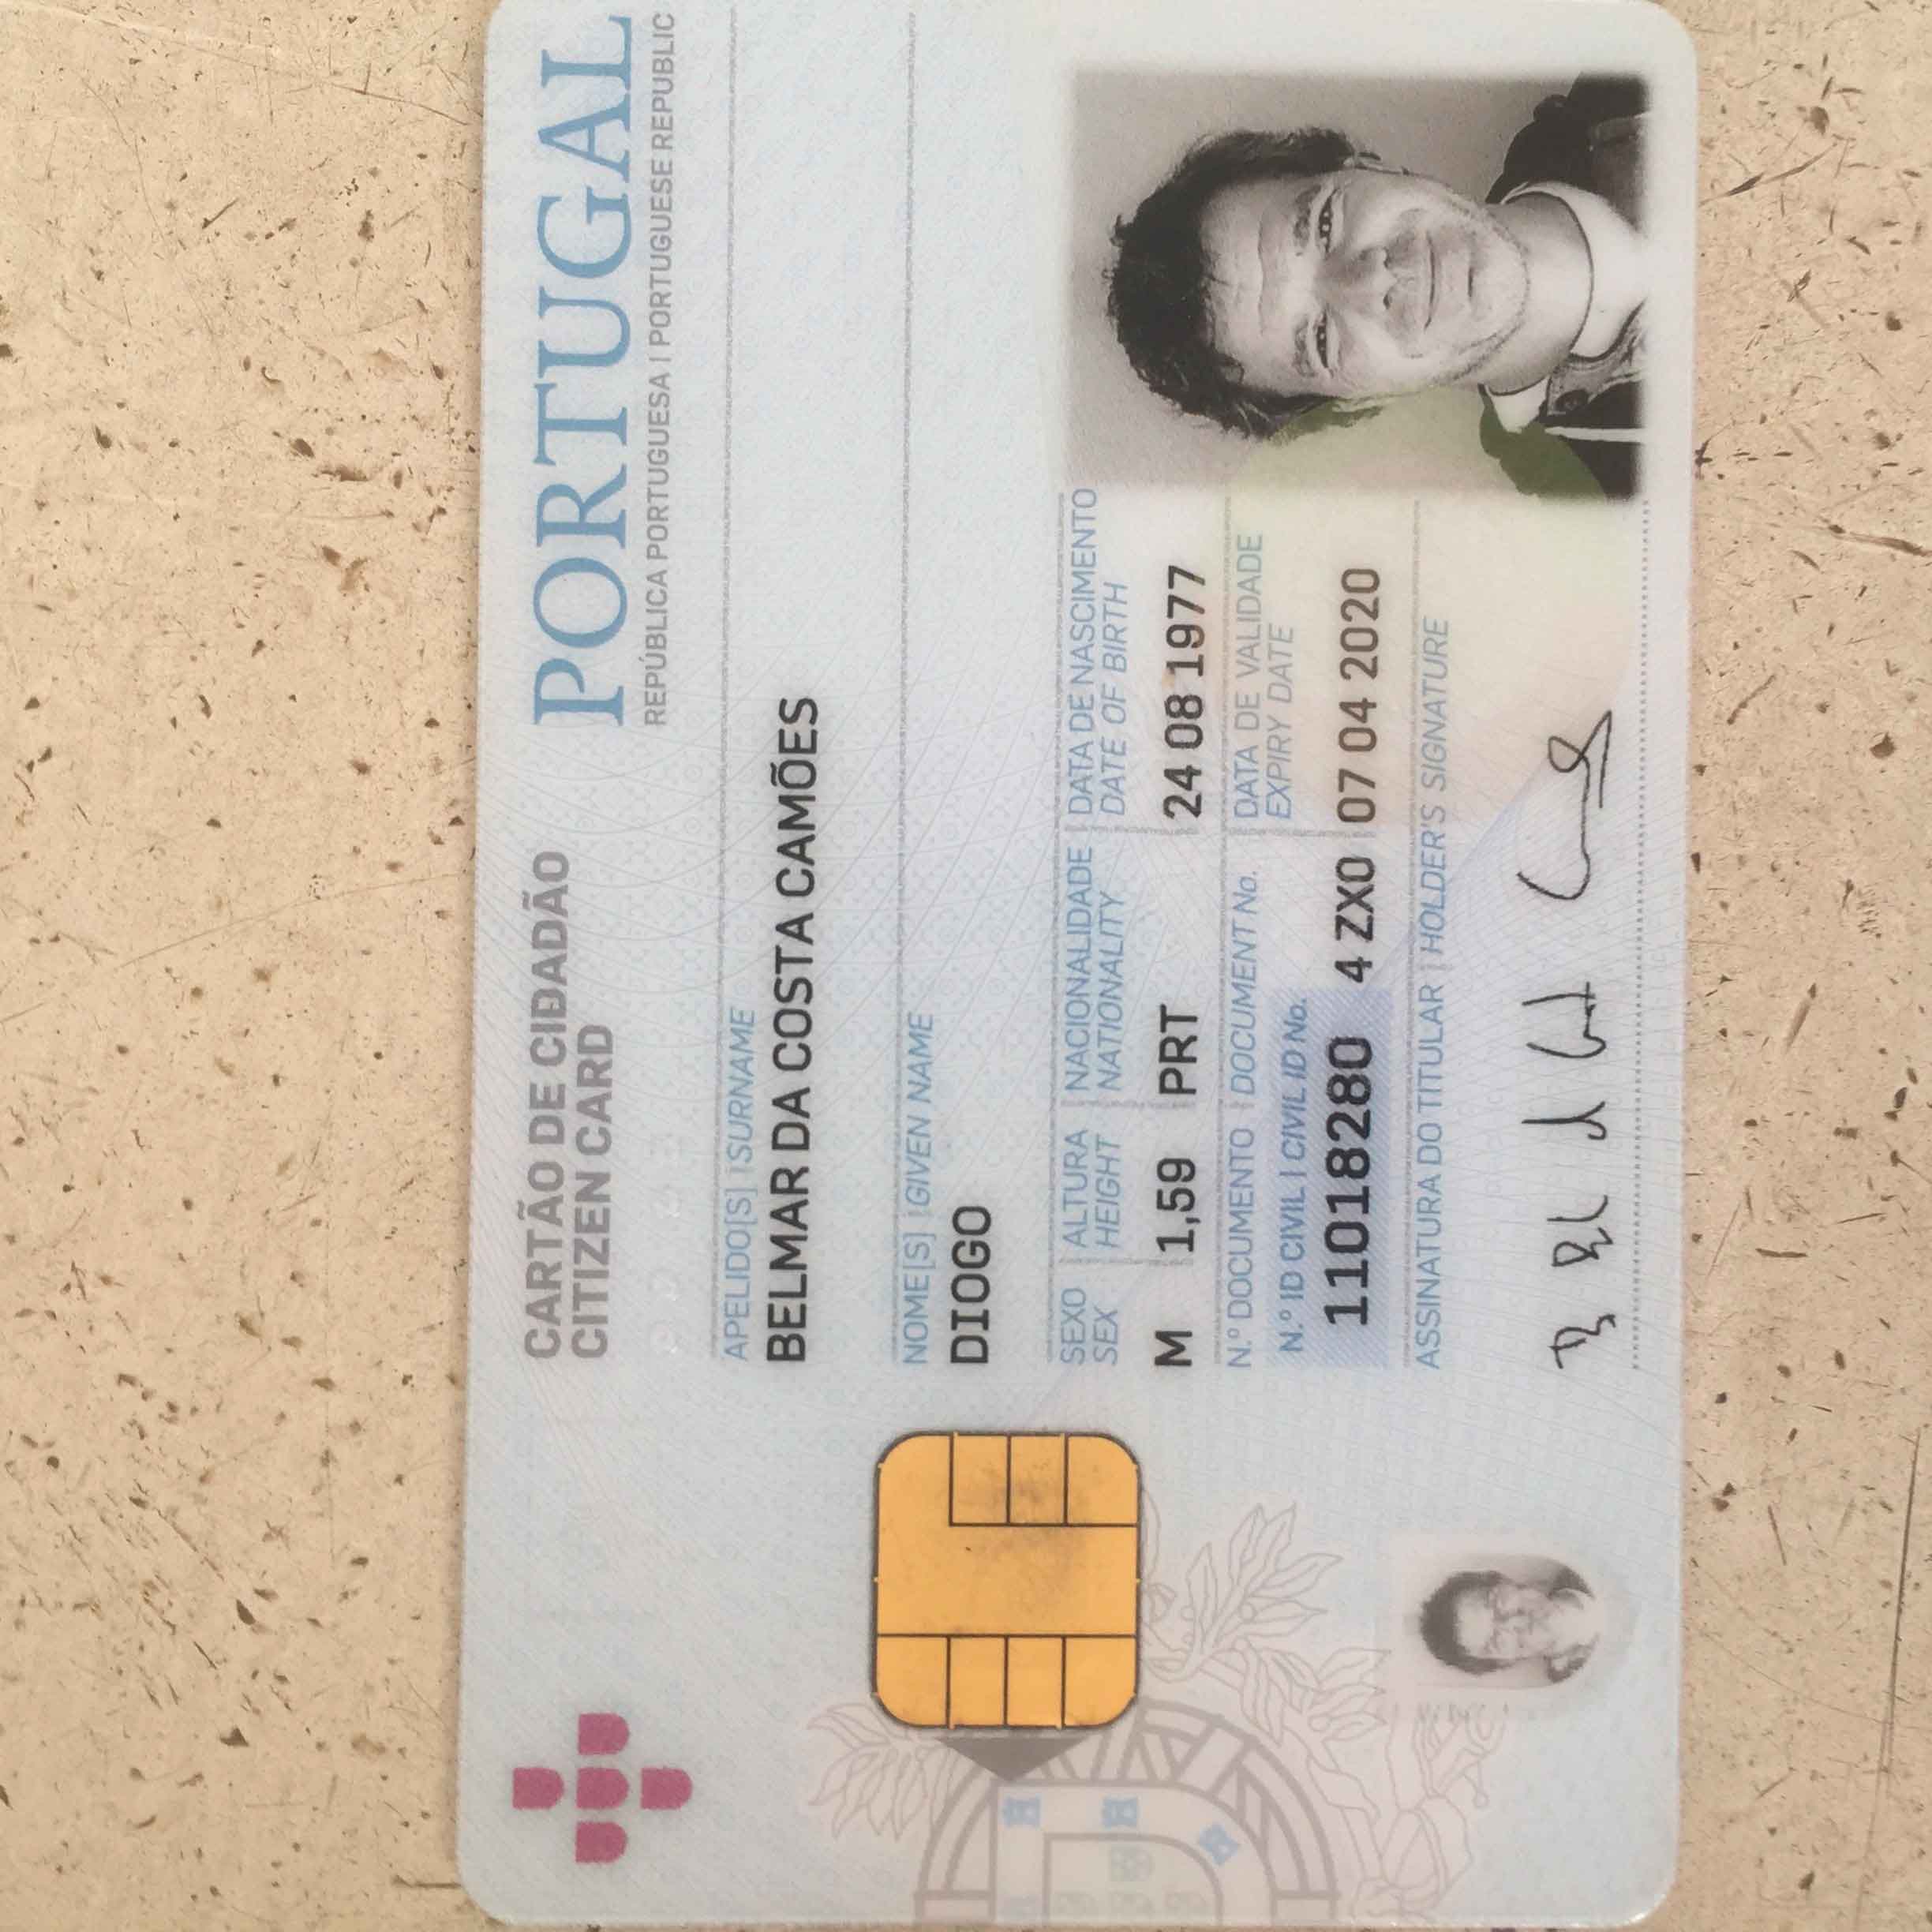 CARTÃO DE CIDADÃO
CITIZEN CARD
PORTUGAL
REPÚBLICA PORTUGUESA | PORTUGUESE REPUBLIC
APELIDO[S] | SURNAME
BELMAR DA COSTA CAMÕES
NOME[S] | GIVEN NAME
DIOGO
SEXO ALTURA NACIONALIDADE DATA DE NASCIMENTO
SEX HEIGHT NATIONALITY DATE OF BIRTH
M 1,59 PRT 24 08 1977
N.º DOCUMENTO | DOCUMENT No. DATA DE VALIDADE
N.º ID CIVIL | CIVIL ID No. EXPIRY DATE
11018280 4 ZX0 07 04 2020
ASSINATURA DO TITULAR | HOLDER'S SIGNATURE